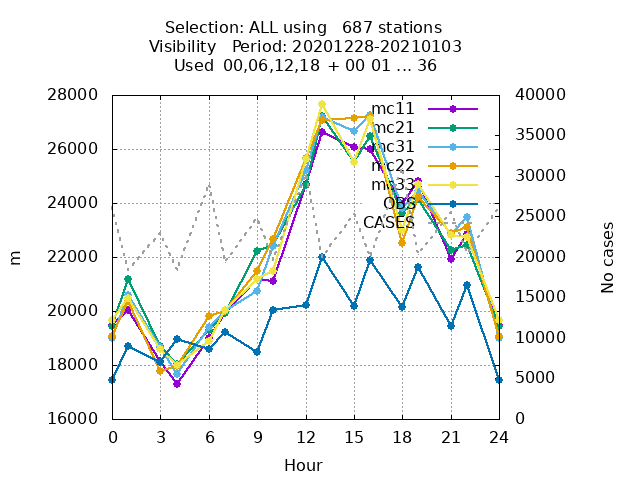 Selection: ALL using   687 stations
Visibility   Period: 20201228-20210103
Used 00,06,12,18 + 00 01 ... 36
28000
26000
24000
22000
20000
18000
16000
m
40000
35000
30000
25000
20000
15000
10000
5000
0
No cases
mc11
mc21
mc31
mc22
mc33
OBS
CASES
0 3 6 9 12 15 18 21 24
Hour